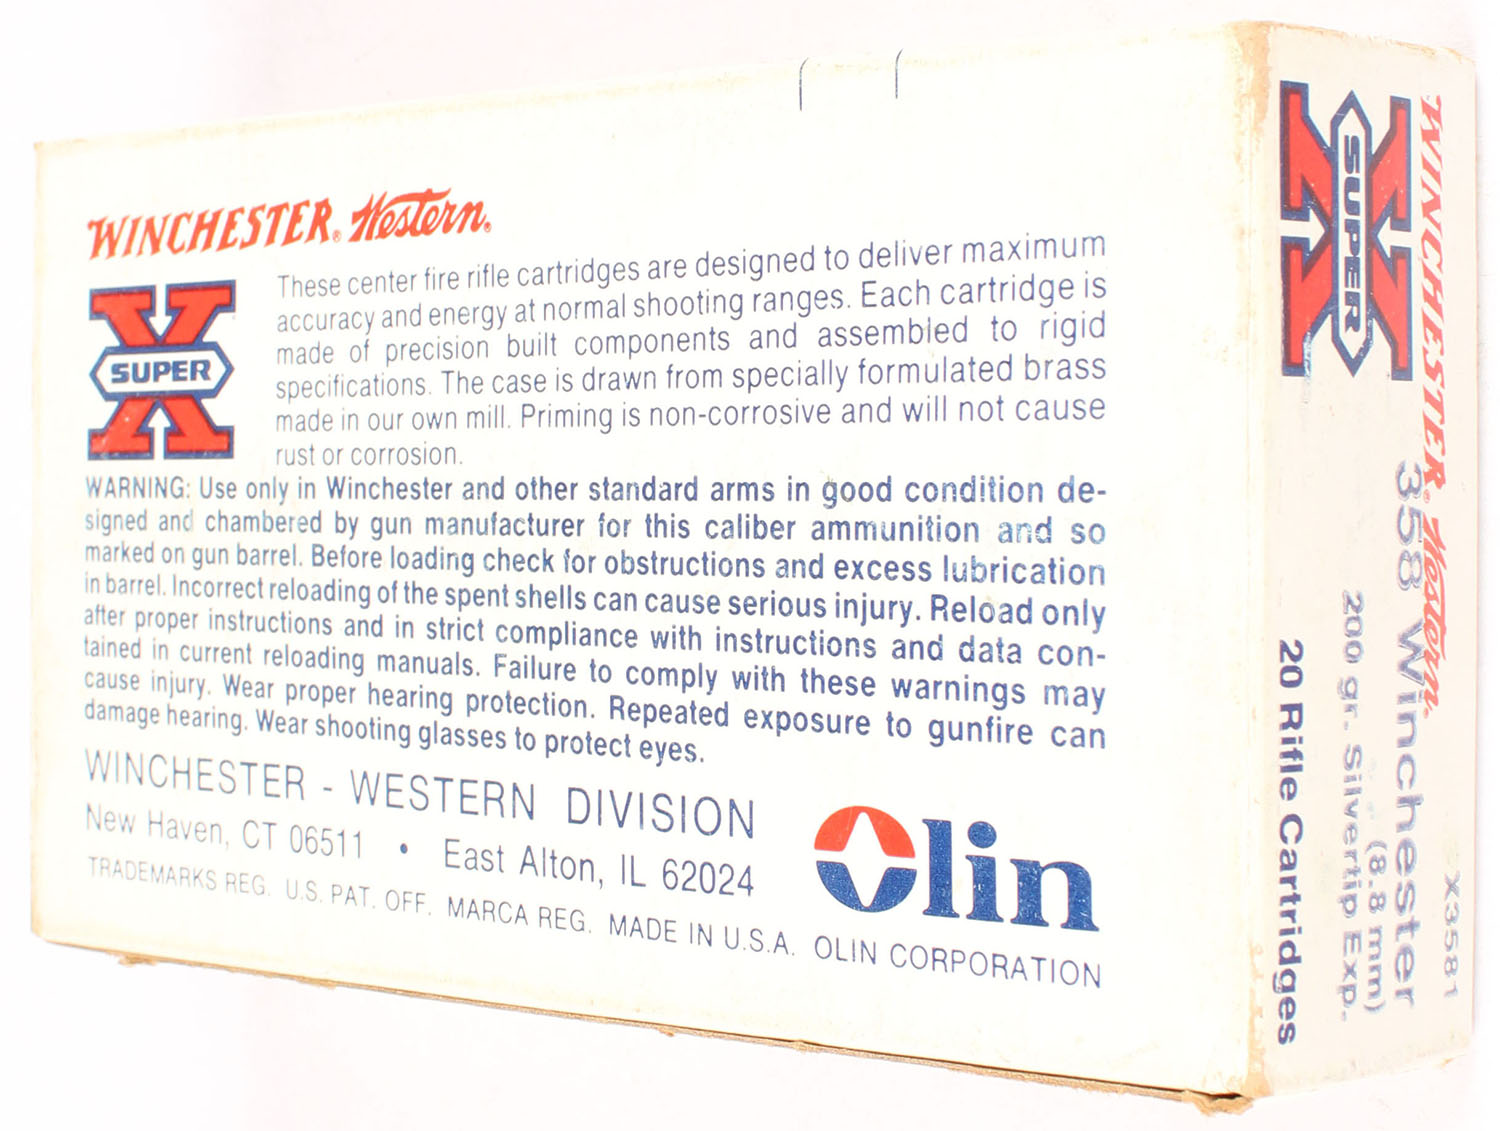 WINCHESTER® Western®
X
SUPER
These center fire rifle cartridges are designed to deliver maximum
accuracy and energy at normal shooting ranges. Each cartridge is
made of precision built components and assembled to rigid
specifications. The case is drawn from specially formulated brass
made in our own mill. Priming is non-corrosive and will not cause
rust or corrosion.
WARNING: Use only in Winchester and other standard arms in good condition de-
signed and chambered by gun manufacturer for this caliber ammunition and so
marked on gun barrel. Before loading check for obstructions and excess lubrication
in barrel. Incorrect reloading of the spent shells can cause serious injury. Reload only
after proper instructions and in strict compliance with instructions and data con-
tained in current reloading manuals. Failure to comply with these warnings may
cause injury. Wear proper hearing protection. Repeated exposure to gunfire can
damage hearing. Wear shooting glasses to protect eyes.
WINCHESTER - WESTERN DIVISION
New Haven, CT 06511 • East Alton, IL 62024
Olin
TRADEMARKS REG. U.S. PAT. OFF. MARCA REG. MADE IN U.S.A. OLIN CORPORATION
WINCHESTER® Western®
X
SUPER
X3581
358 Winchester
(8.8 mm)
200 gr. Silvertip Exp.
20 Rifle Cartridges